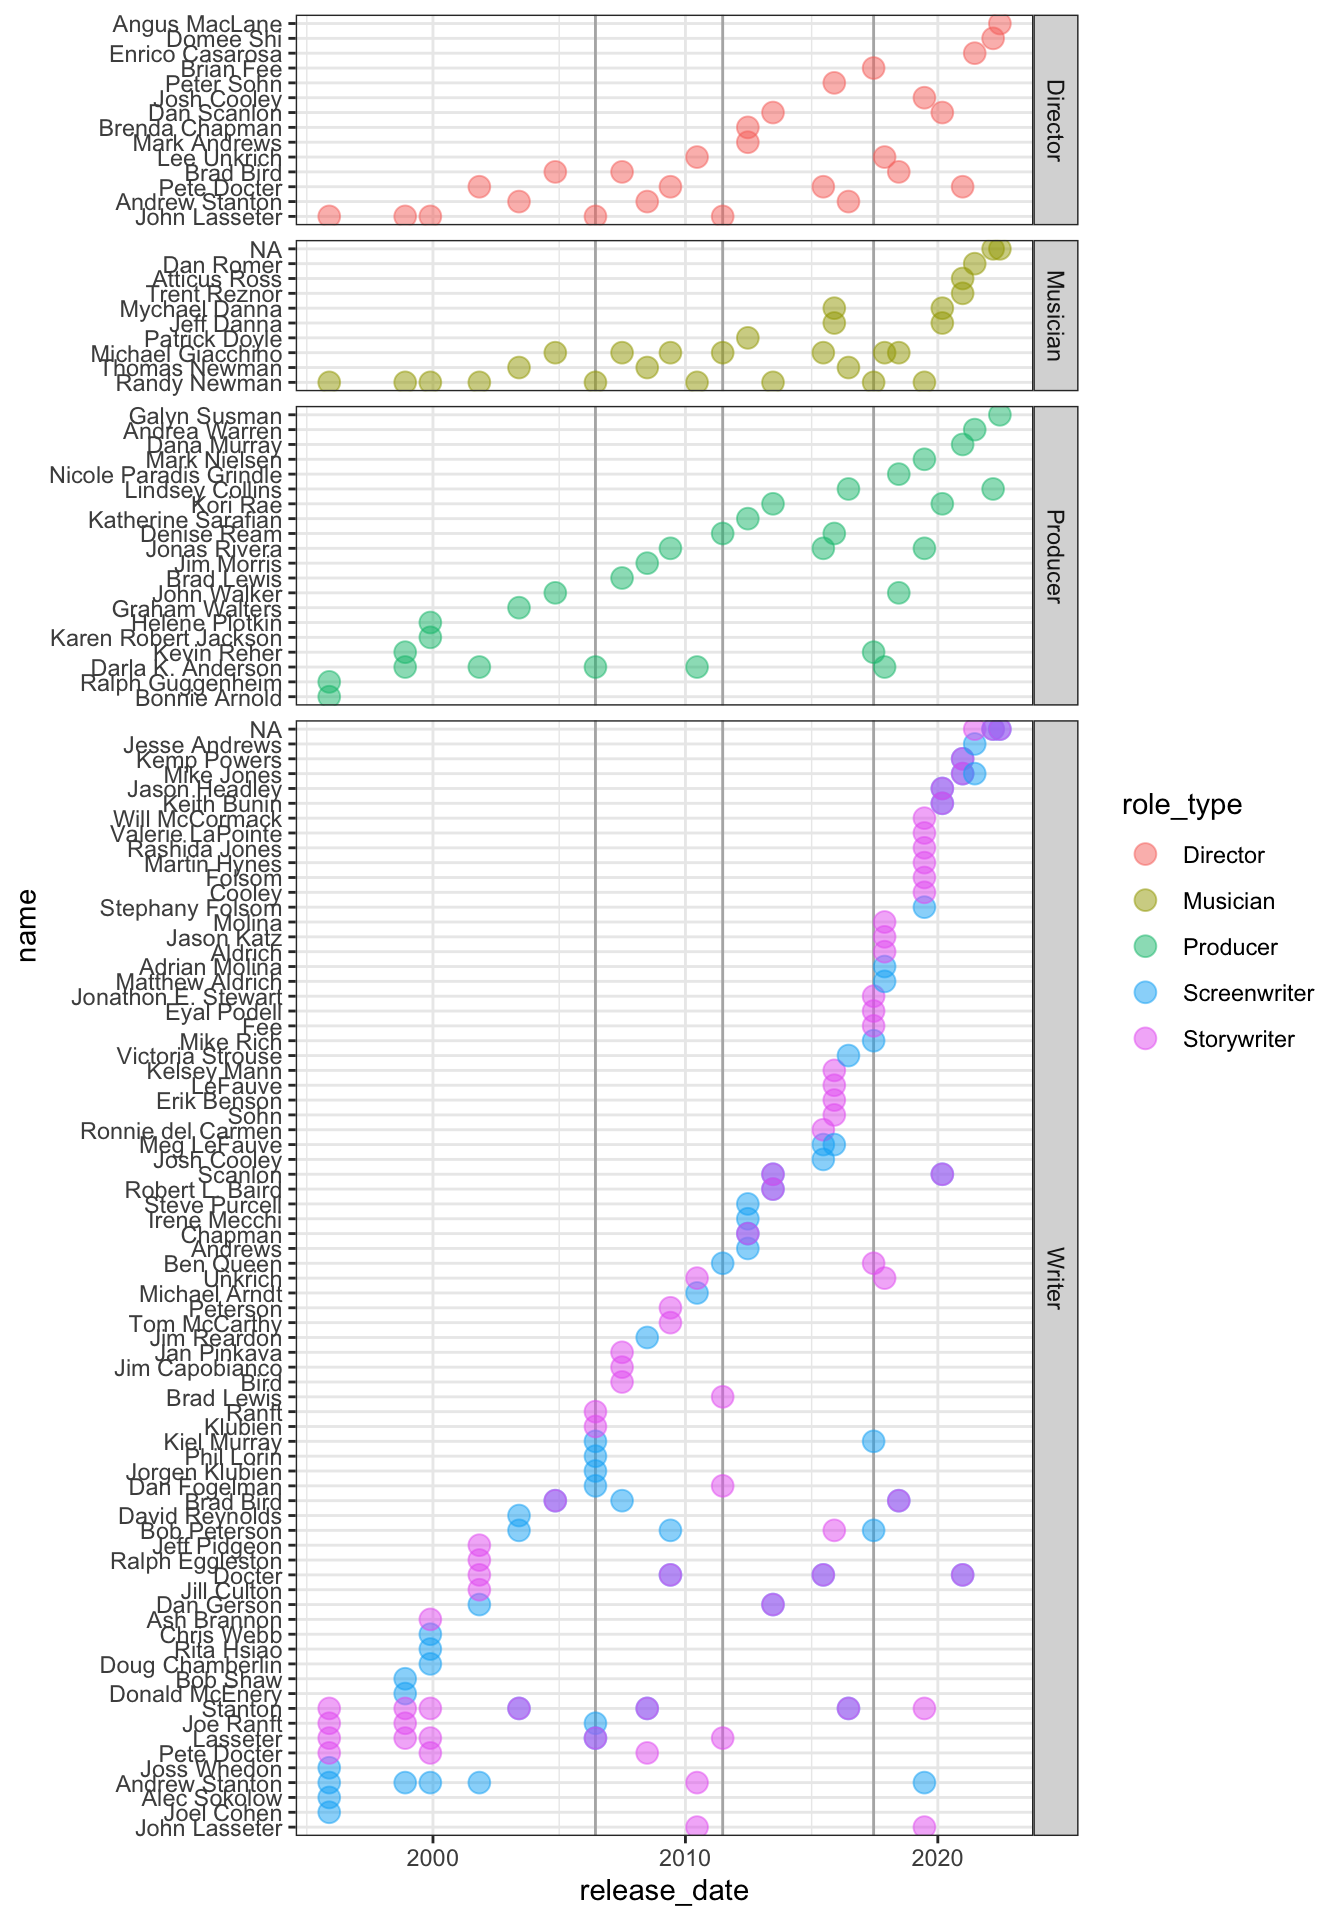 Angus MacLane
Domee Shi
Enrico Casarosa
Brian Fee
Peter Sohn
Josh Cooley
Dan Scanlon
Brenda Chapman
Mark Andrews
Lee Unkrich
Brad Bird
Pete Docter
Andrew Stanton
John Lasseter
Director
NA
Dan Romer
Atticus Ross
Trent Reznor
Mychael Danna
Jeff Danna
Patrick Doyle
Michael Giacchino
Thomas Newman
Randy Newman
Musician
Galyn Susman
Andrea Warren
Dana Murray
Mark Nielsen
Nicole Paradis Grindle
Lindsey Collins
Kori Rae
Katherine Sarafian
Denise Ream
Jonas Rivera
Jim Morris
Brad Lewis
John Walker
Graham Walters
Helene Plotkin
Karen Robert Jackson
Kevin Reher
Darla K. Anderson
Ralph Guggenheim
Bonnie Arnold
Producer
NA
Jesse Andrews
Kemp Powers
Mike Jones
Jason Headley
Keith Bunin
Will McCormack
Valerie LaPointe
Rashida Jones
Martin Hynes
Folsom
Cooley
Stephany Folsom
Molina
Jason Katz
Aldrich
Adrian Molina
Matthew Aldrich
Jonathon E. Stewart
Eyal Podell
Fee
Mike Rich
Victoria Strouse
Kelsey Mann
LeFauve
Erik Benson
Sohn
Ronnie del Carmen
Meg LeFauve
Josh Cooley
Scanlon
Robert L. Baird
Steve Purcell
Irene Mecchi
Chapman
Andrews
Ben Queen
Unkrich
Michael Arndt
Peterson
Tom McCarthy
Jim Reardon
Jan Pinkava
Jim Capobianco
Bird
Brad Lewis
Ranft
Klubien
Kiel Murray
Phil Lorin
Jorgen Klubien
Dan Fogelman
Brad Bird
David Reynolds
Bob Peterson
Jeff Pidgeon
Ralph Eggleston
Docter
Jill Culton
Dan Gerson
Ash Brannon
Chris Webb
Rita Hsiao
Doug Chamberlin
Bob Shaw
Donald McEnery
Stanton
Joe Ranft
Lasseter
Pete Docter
Joss Whedon
Andrew Stanton
Alec Sokolow
Joel Cohen
John Lasseter
Writer
name
2000
2010
2020
release_date
role_type
Director
Musician
Producer
Screenwriter
Storywriter